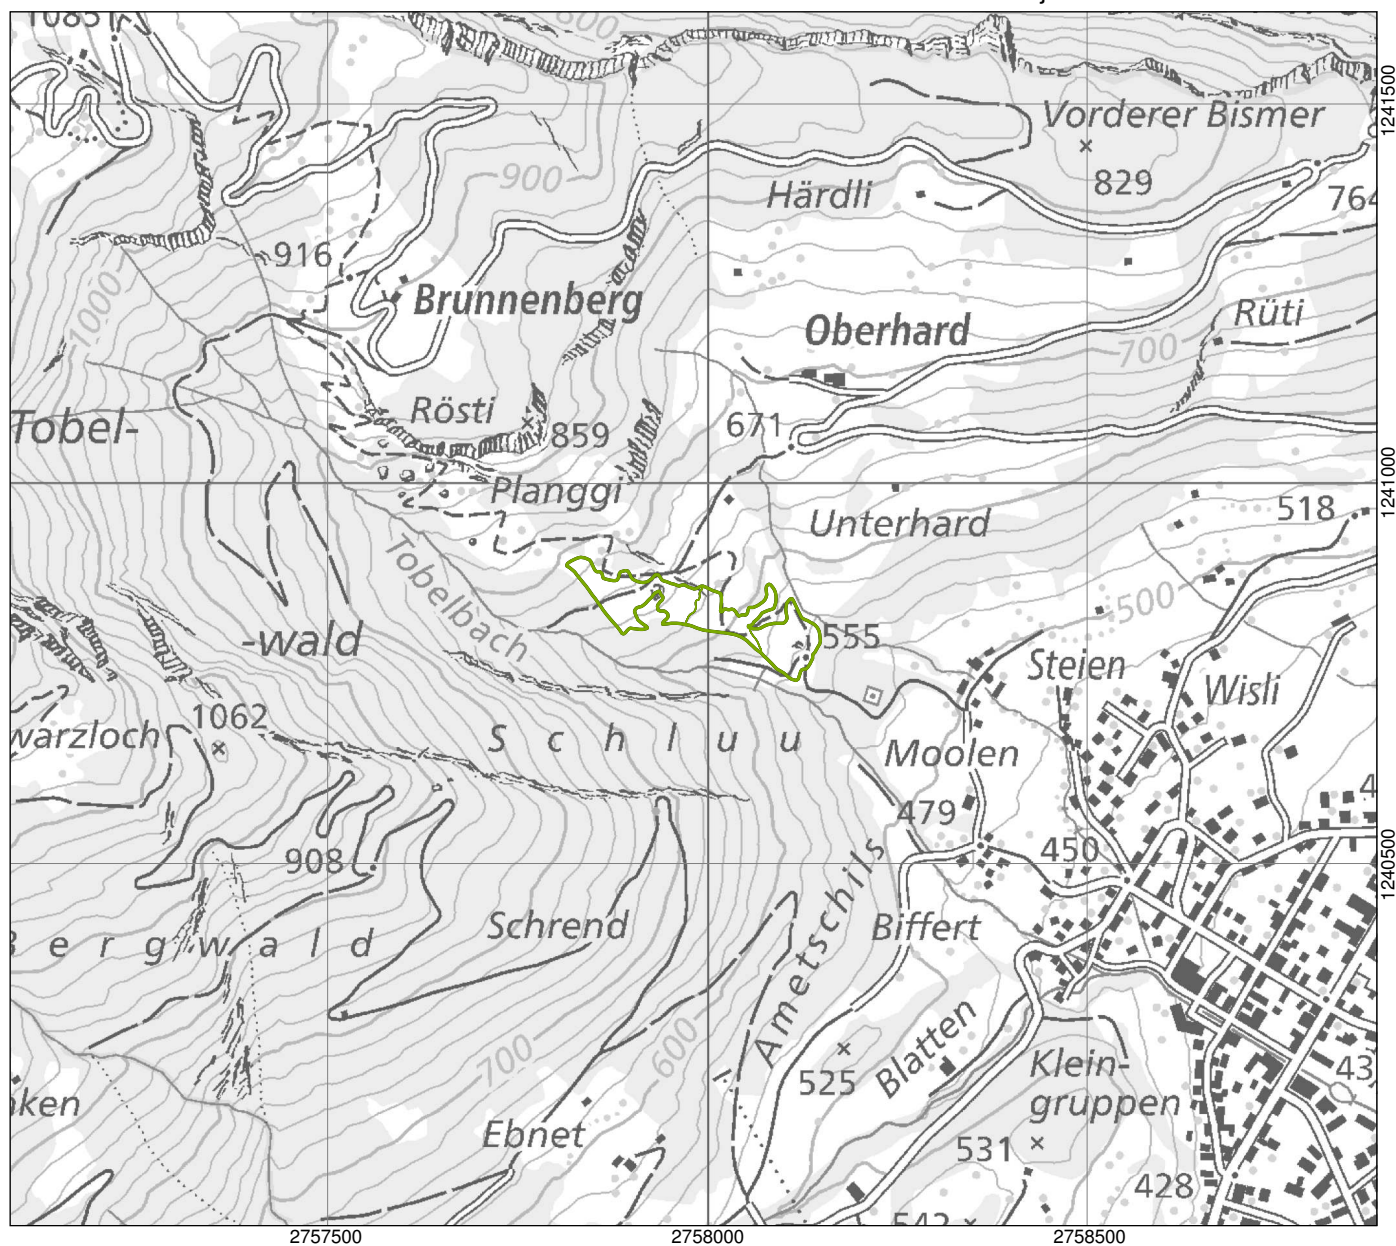 800
1241500
Vorderer Bismer
900
829
Härdli
764
916
Brunnenberg
1000
Rüti
Oberhard
700
Rösti
Tobel-
671
859
1241000
Planggi
518
Unterhard
Tobelbach
500
-wald
555
Steien
Wisli
1062
Schluu
Moolen
479
450
908
1240500
Ametschils
Schrend
Biffert
Bergwald
700
600
525
Blatten
Klein-
gruppen
43
Ebnet
531
428
2757500
2758000
2758500